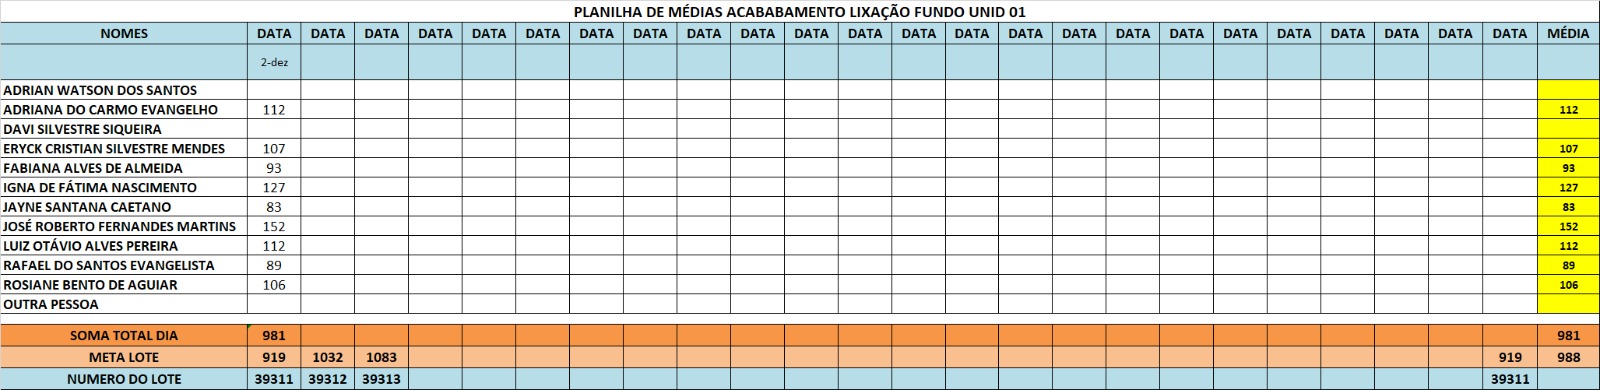 PLANILHA DE MÉDIAS ACABABAMENTO LIXAÇÃO FUNDO UNID 01
NOMES DATA DATA DATA DATA DATA DATA DATA DATA DATA DATA DATA DATA DATA DATA DATA DATA DATA DATA DATA DATA DATA DATA DATA DATA MÉDIA
2-dez
ADRIAN WATSON DOS SANTOS
ADRIANA DO CARMO EVANGELHO 112 112
DAVI SILVESTRE SIQUEIRA
ERYCK CRISTIAN SILVESTRE MENDES 107 107
FABIANA ALVES DE ALMEIDA 93 93
IGNA DE FÁTIMA NASCIMENTO 127 127
JAYNE SANTANA CAETANO 83 83
JOSÉ ROBERTO FERNANDES MARTINS 152 152
LUIZ OTÁVIO ALVES PEREIRA 112 112
RAFAEL DO SANTOS EVANGELISTA 89 89
ROSIANE BENTO DE AGUIAR 106 106
OUTRA PESSOA
SOMA TOTAL DIA 981 981
META LOTE 919 1032 1083 919 988
NUMERO DO LOTE 39311 39312 39313 39311